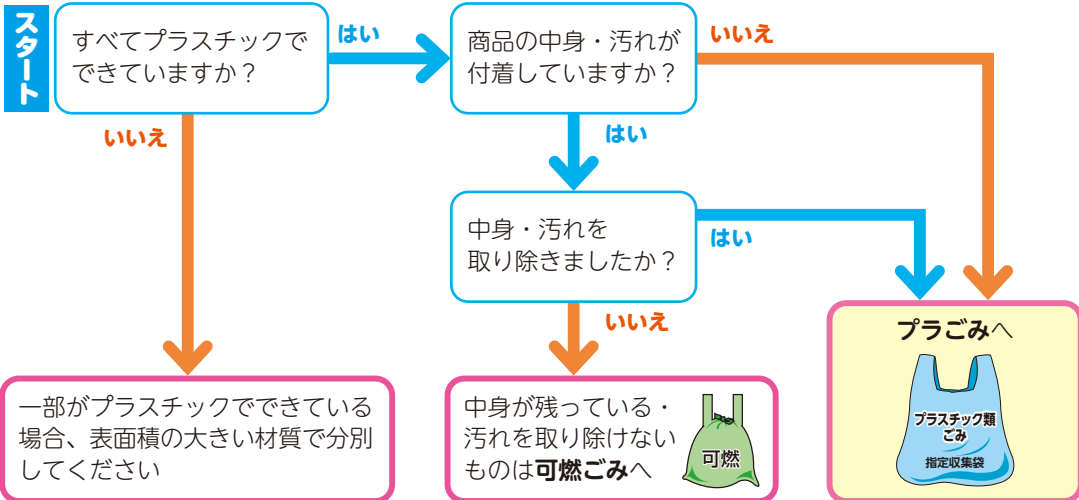 スタート
すべてプラスチックで
できていますか？
はい
商品の中身・汚れが
付着していますか？
いいえ
いいえ
はい
中身・汚れを
取り除きましたか？
はい
いいえ
一部がプラスチックでできている
場合、表面積の大きい材質で分別
してください
中身が残っている・
汚れを取り除けない
ものは可燃ごみへ
可燃
プラごみへ
プラスチック類
ごみ
指定収集袋